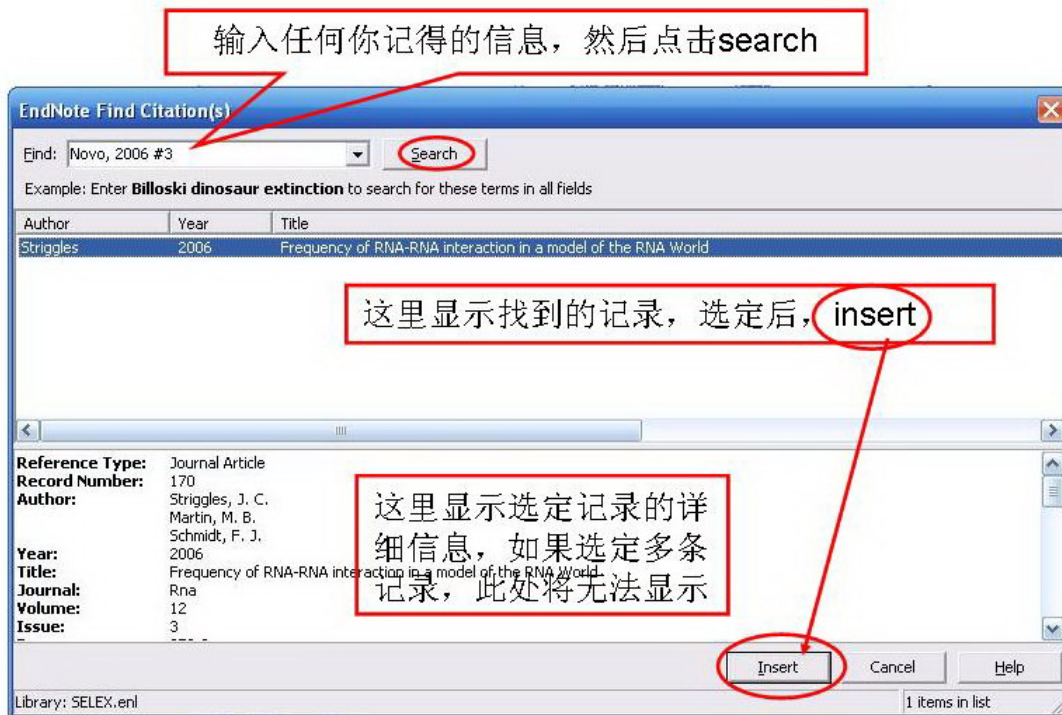 输入任何你记得的信息，然后点击search
EndNote Find Citation(s)
Find: Novo, 2006 #3 Search
Example: Enter Billoski dinosaur extinction to search for these terms in all fields
Author Year Title
Striggles 2006 Frequency of RNA-RNA interaction in a model of the RNA World
这里显示找到的记录，选定后，insert
Reference Type: Journal Article
Record Number: 170
Author: Striggles, J. C.
Martin, M. B.
Schmidt, F. J.
Year: 2006
Title: Frequency of RNA-RNA interaction in a model of the RNA World
Journal: Rna
Volume: 12
Issue: 3
这里显示选定记录的详
细信息，如果选定多条
记录，此处将无法显示
Insert Cancel Help
Library: SELEX.enl 1 items in list